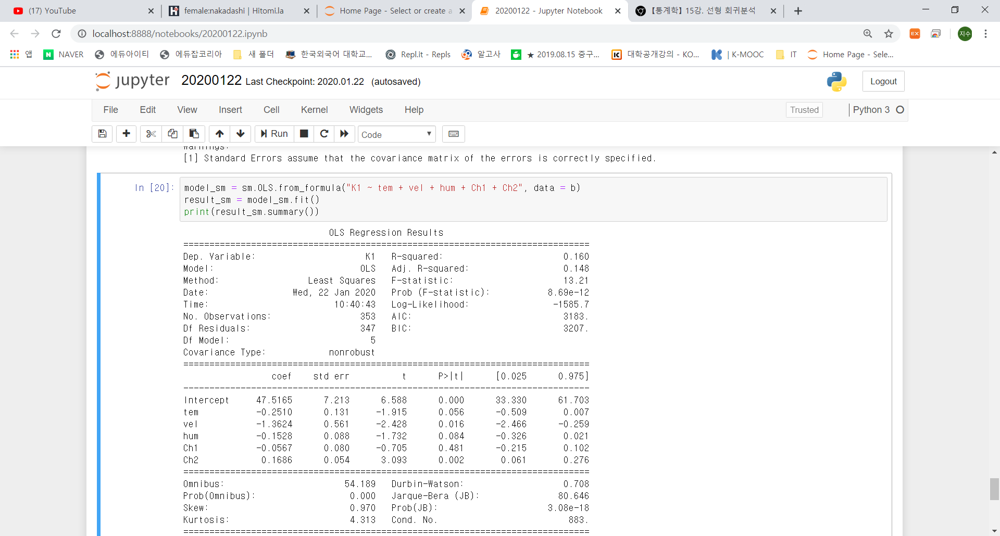 (17) YouTube
female:nakadashi | Hitomi.la
Home Page - Select or create a
20200122 - Jupyter Notebook
【통계학】 15강. 선형 회귀분석
localhost:8888/notebooks/20200122.ipynb
EX
지수
앱
NAVER
에듀아이티
에듀잡코리아
새 폴더
한국외국어 대학교...
Repl.it - Repls
알고사
★ 2019.08.15 중구...
대학공개강의 - KO...
| K-MOOC
IT
Home Page - Sele...
jupyter 20200122 Last Checkpoint: 2020.01.22 (autosaved)
Logout
File Edit View Insert Cell Kernel Widgets Help
Trusted
Python 3
Run
Code
Warnings:
[1] Standard Errors assume that the covariance matrix of the errors is correctly specified.
In [20]:
model_sm = sm.OLS.from_formula("K1 ~ tem + vel + hum + Ch1 + Ch2", data = b)
result_sm = model_sm.fit()
print(result_sm.summary())
OLS Regression Results
==============================================================================
Dep. Variable: K1 R-squared: 0.160
Model: OLS Adj. R-squared: 0.148
Method: Least Squares F-statistic: 13.21
Date: Wed, 22 Jan 2020 Prob (F-statistic): 8.69e-12
Time: 10:40:43 Log-Likelihood: -1585.7
No. Observations: 353 AIC: 3183.
Df Residuals: 347 BIC: 3207.
Df Model: 5
Covariance Type: nonrobust
==============================================================================
coef std err t P>|t| [0.025 0.975]
------------------------------------------------------------------------------
Intercept 47.5165 7.213 6.588 0.000 33.330 61.703
tem -0.2510 0.131 -1.915 0.056 -0.509 0.007
vel -1.3624 0.561 -2.428 0.016 -2.466 -0.259
hum -0.1528 0.088 -1.732 0.084 -0.326 0.021
Ch1 -0.0567 0.080 -0.705 0.481 -0.215 0.102
Ch2 0.1686 0.054 3.093 0.002 0.061 0.276
==============================================================================
Omnibus: 54.189 Durbin-Watson: 0.708
Prob(Omnibus): 0.000 Jarque-Bera (JB): 80.646
Skew: 0.970 Prob(JB): 3.08e-18
Kurtosis: 4.313 Cond. No. 883.
==============================================================================